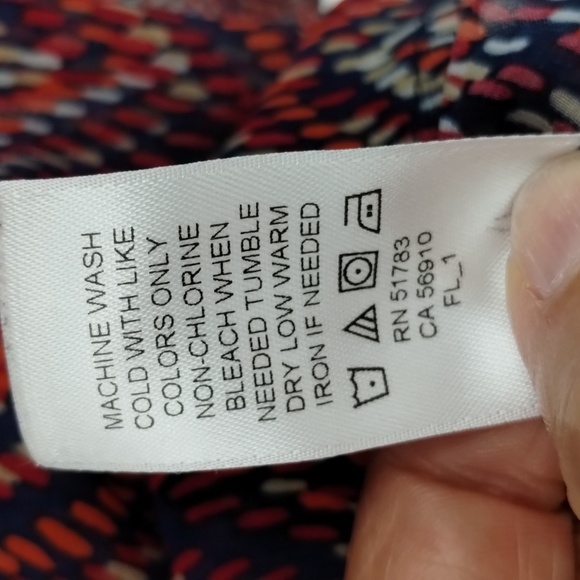 MACHINE WASH
COLD WITH LIKE
COLORS ONLY
NON-CHLORINE
BLEACH WHEN
NEEDED TUMBLE
DRY LOW WARM
IRON IF NEEDED
RN 51783
CA 56910
FL_1